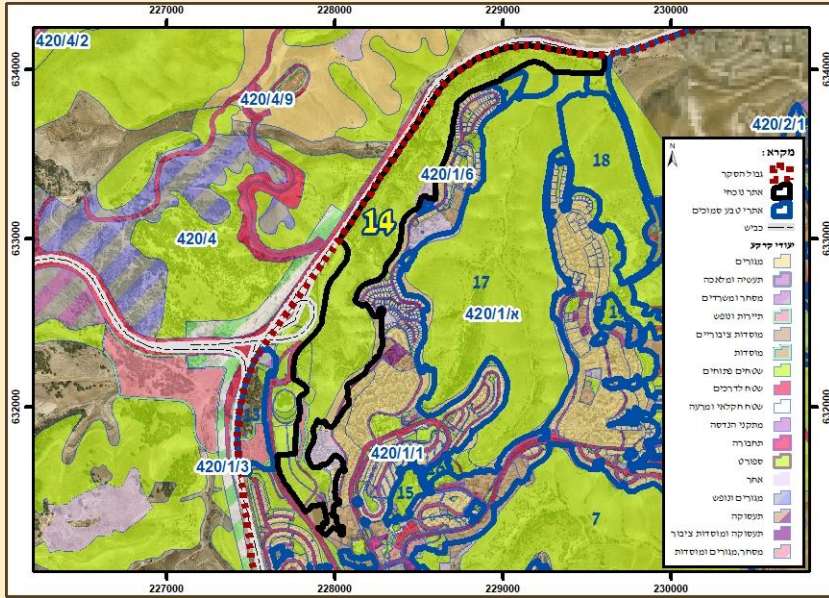 227000 228000 229000 230000
634000
633000
632000
634000
633000
632000
420/4/2
420/4/9
420/2/1
420/1/6
18
14
420/4
17
420/1/א
420/1/3
420/1/1
15
7
N
מקרא:
גבול הסקר
אתר נוכחי
אתרי טבע סמוכים
כביש
יעודי קרקע
מגורים
תעשיה ומלאכה
מסחר ומשרדים
תיירות ונופש
מוסדות ציבוריים
מוסדות
שטחים פתוחים
שטח לדרכים
שטח חקלאי ומרעה
מתקני הנדסה
תחבורה
ספורט
אחר
מגורים ונופש
תעסוקה
תעסוקה ומוסדות ציבור
מסחר,מגורים ומוסדות
227000 228000 229000 230000